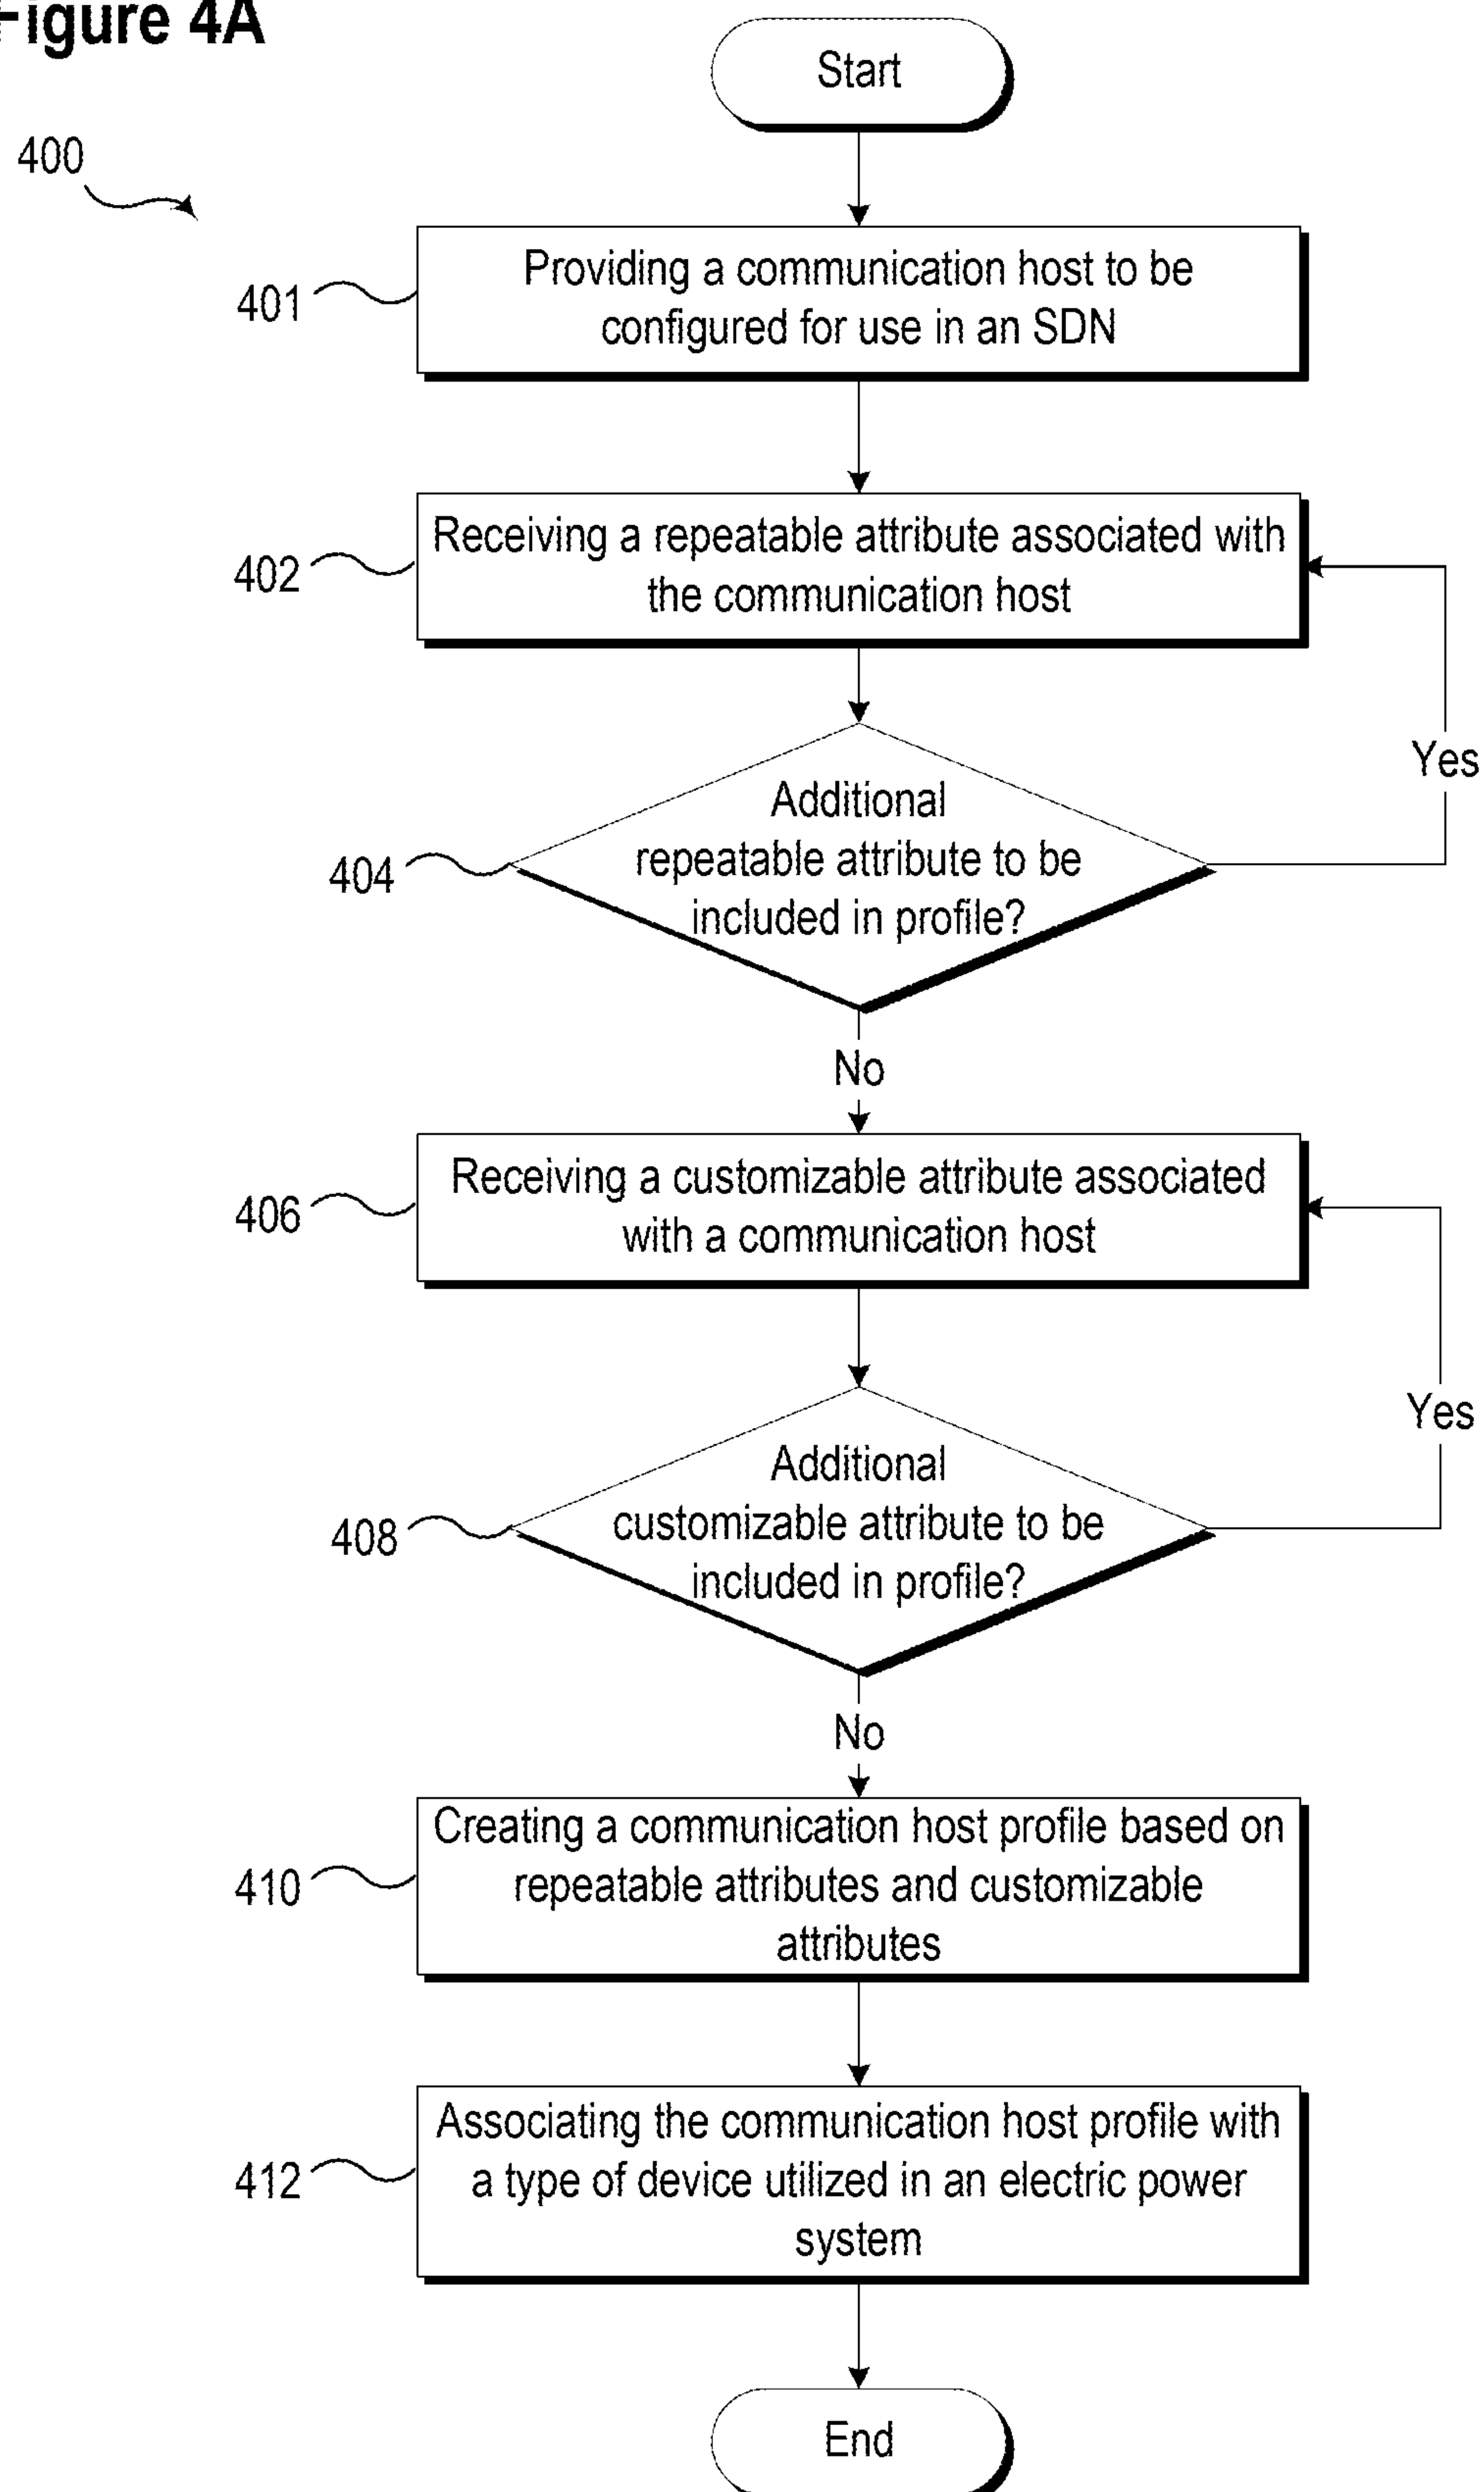 Figure 4A
Start
400
401
Providing a communication host to be
configured for use in an SDN
402
Receiving a repeatable attribute associated with
the communication host
Yes
404
Additional
repeatable attribute to be
included in profile?
No
406
Receiving a customizable attribute associated
with a communication host
Yes
408
Additional
customizable attribute to be
included in profile?
No
410
Creating a communication host profile based on
repeatable attributes and customizable
attributes
412
Associating the communication host profile with
a type of device utilized in an electric power
system
End